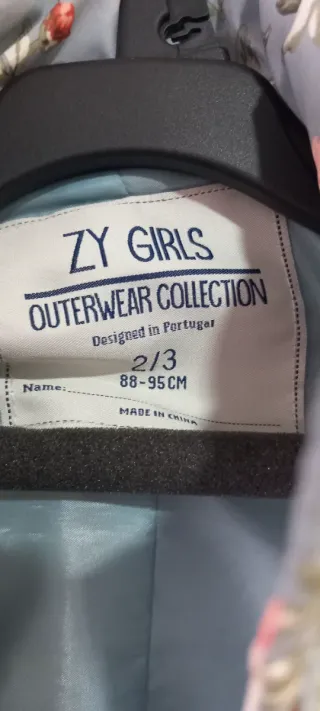 ZY GIRLS
OUTERWEAR COLLECTION
Designed in Portugal
2/3
88-95CM
Name:
MADE IN CHINA